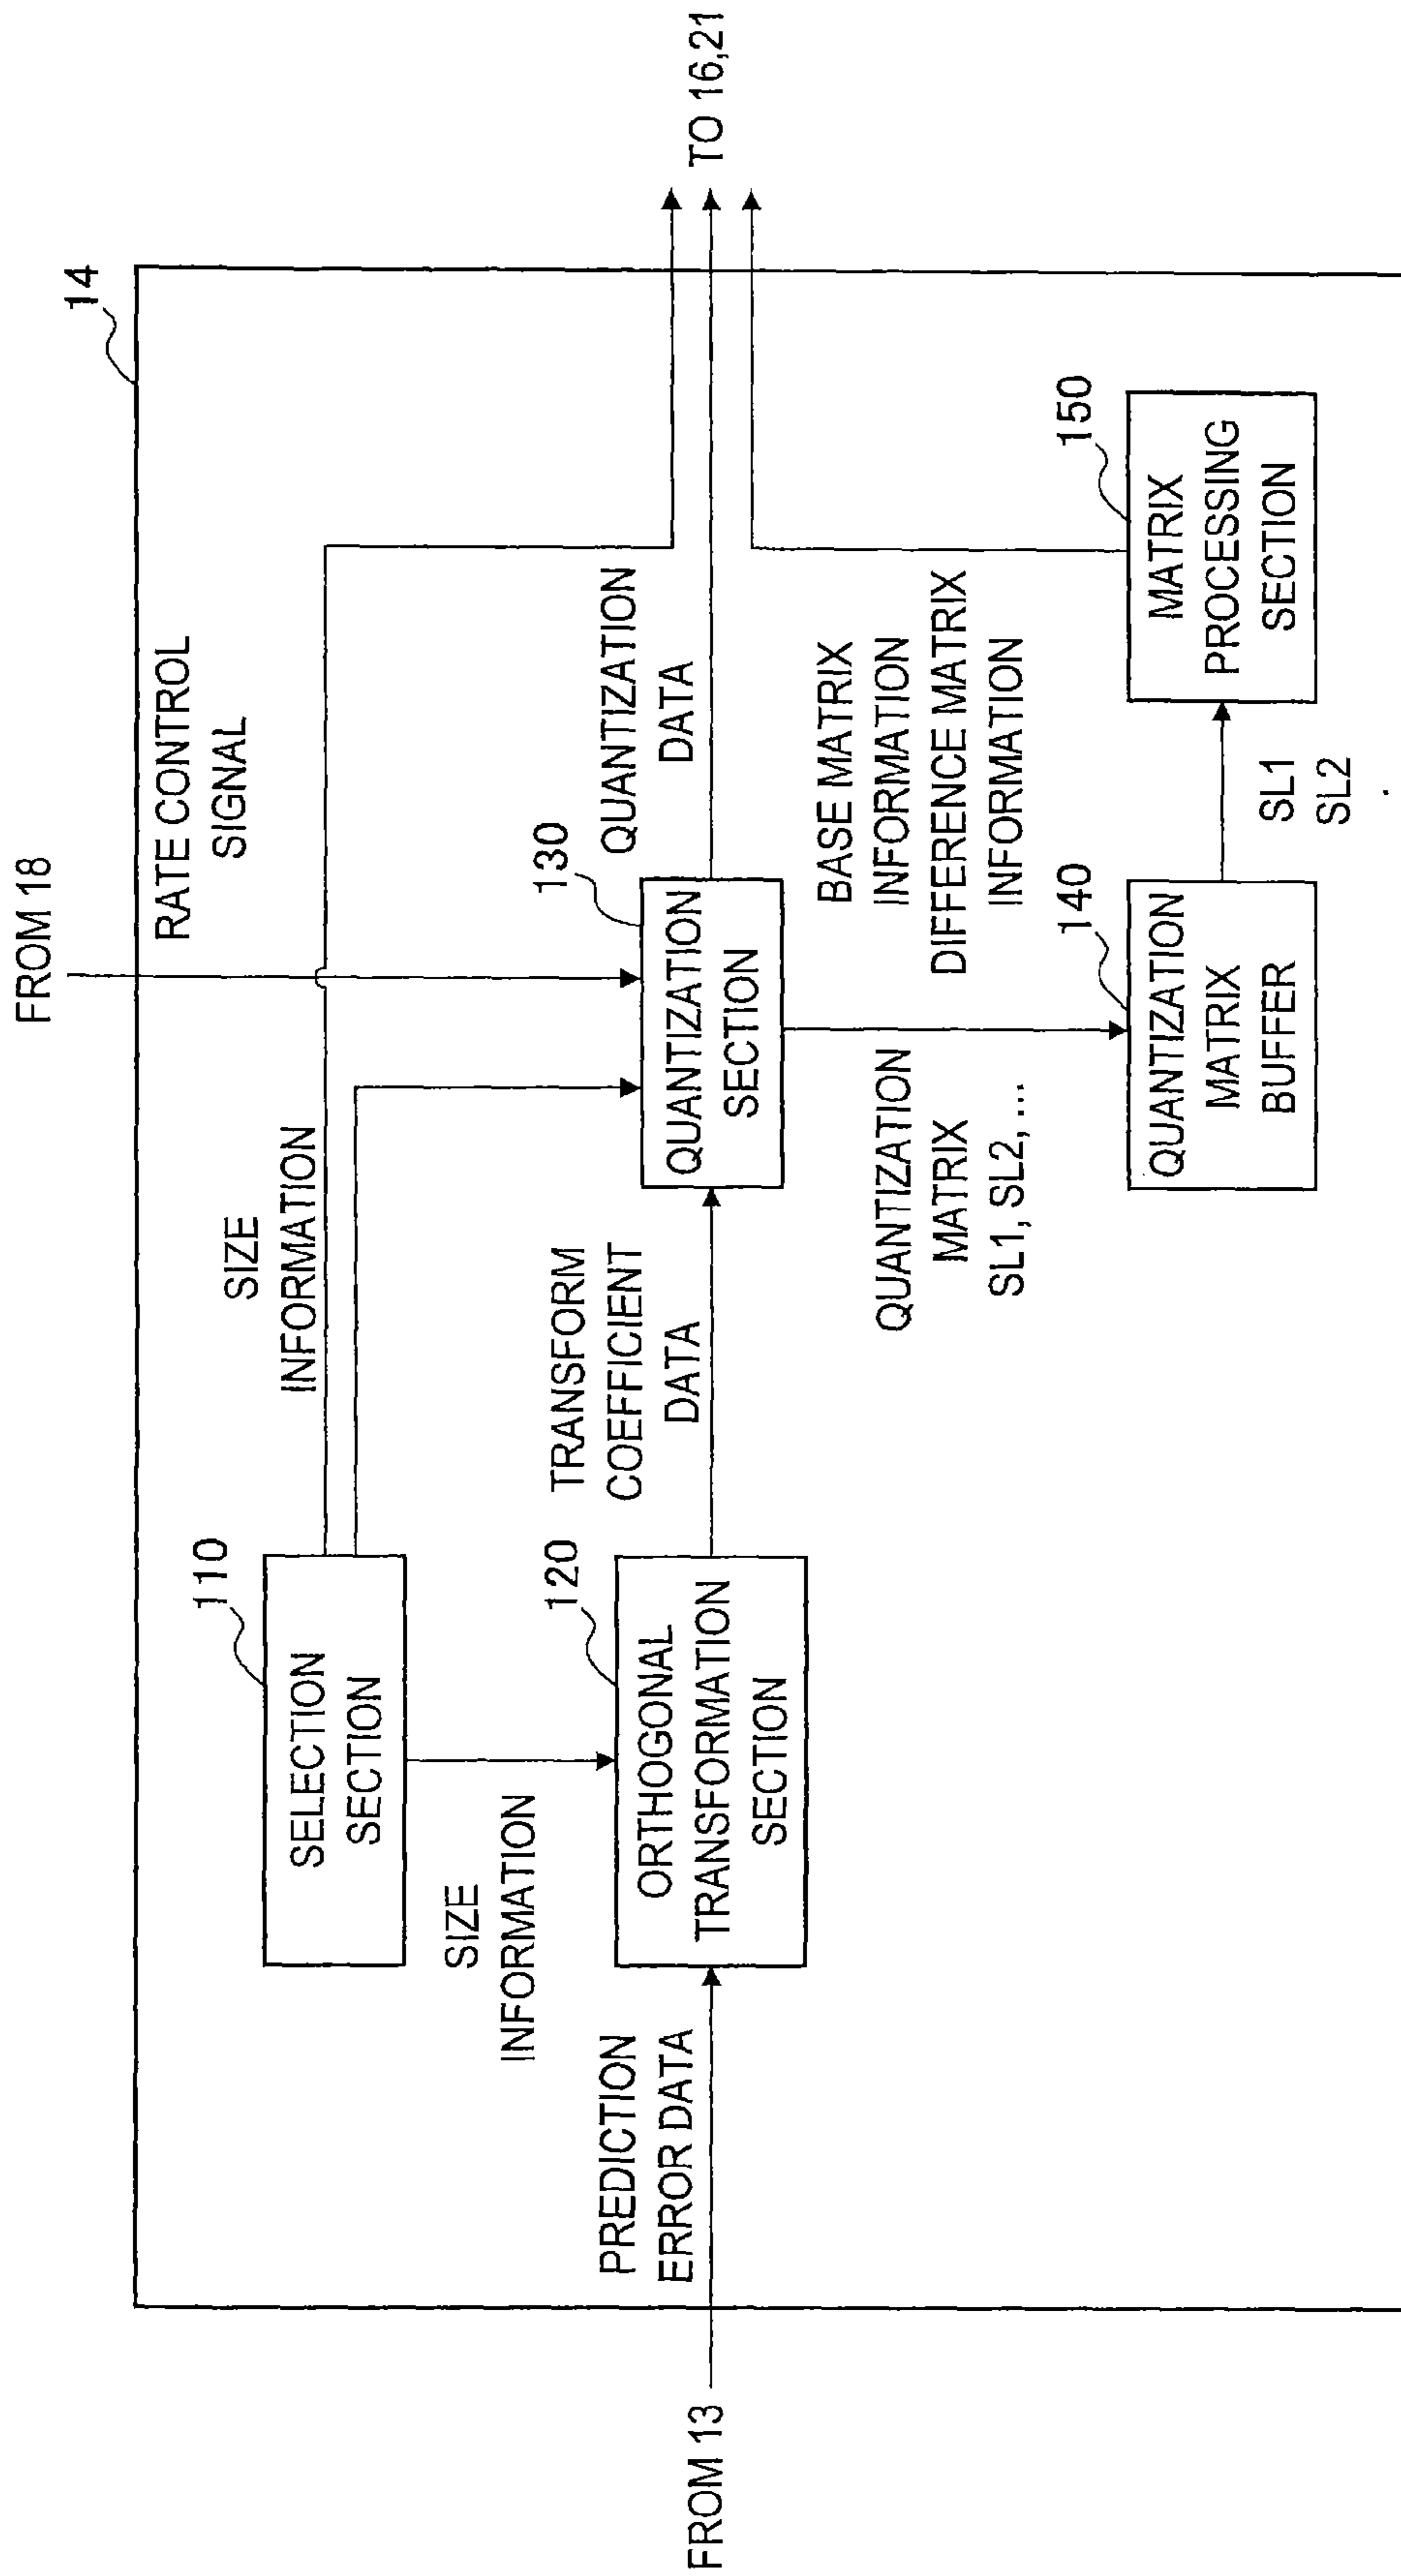 FROM 18
14
RATE CONTROL
SIGNAL
110
SELECTION
SECTION
SIZE
INFORMATION
SIZE
INFORMATION
PREDICTION
ERROR DATA
FROM 13
120
ORTHOGONAL
TRANSFORMATION
SECTION
TRANSFORM
COEFFICIENT
DATA
130
QUANTIZATION
SECTION
QUANTIZATION
DATA
TO 16,21
QUANTIZATION
MATRIX
SL1, SL2, ...
BASE MATRIX
INFORMATION
DIFFERENCE MATRIX
INFORMATION
140
QUANTIZATION
MATRIX
BUFFER
SL1
SL2
150
MATRIX
PROCESSING
SECTION